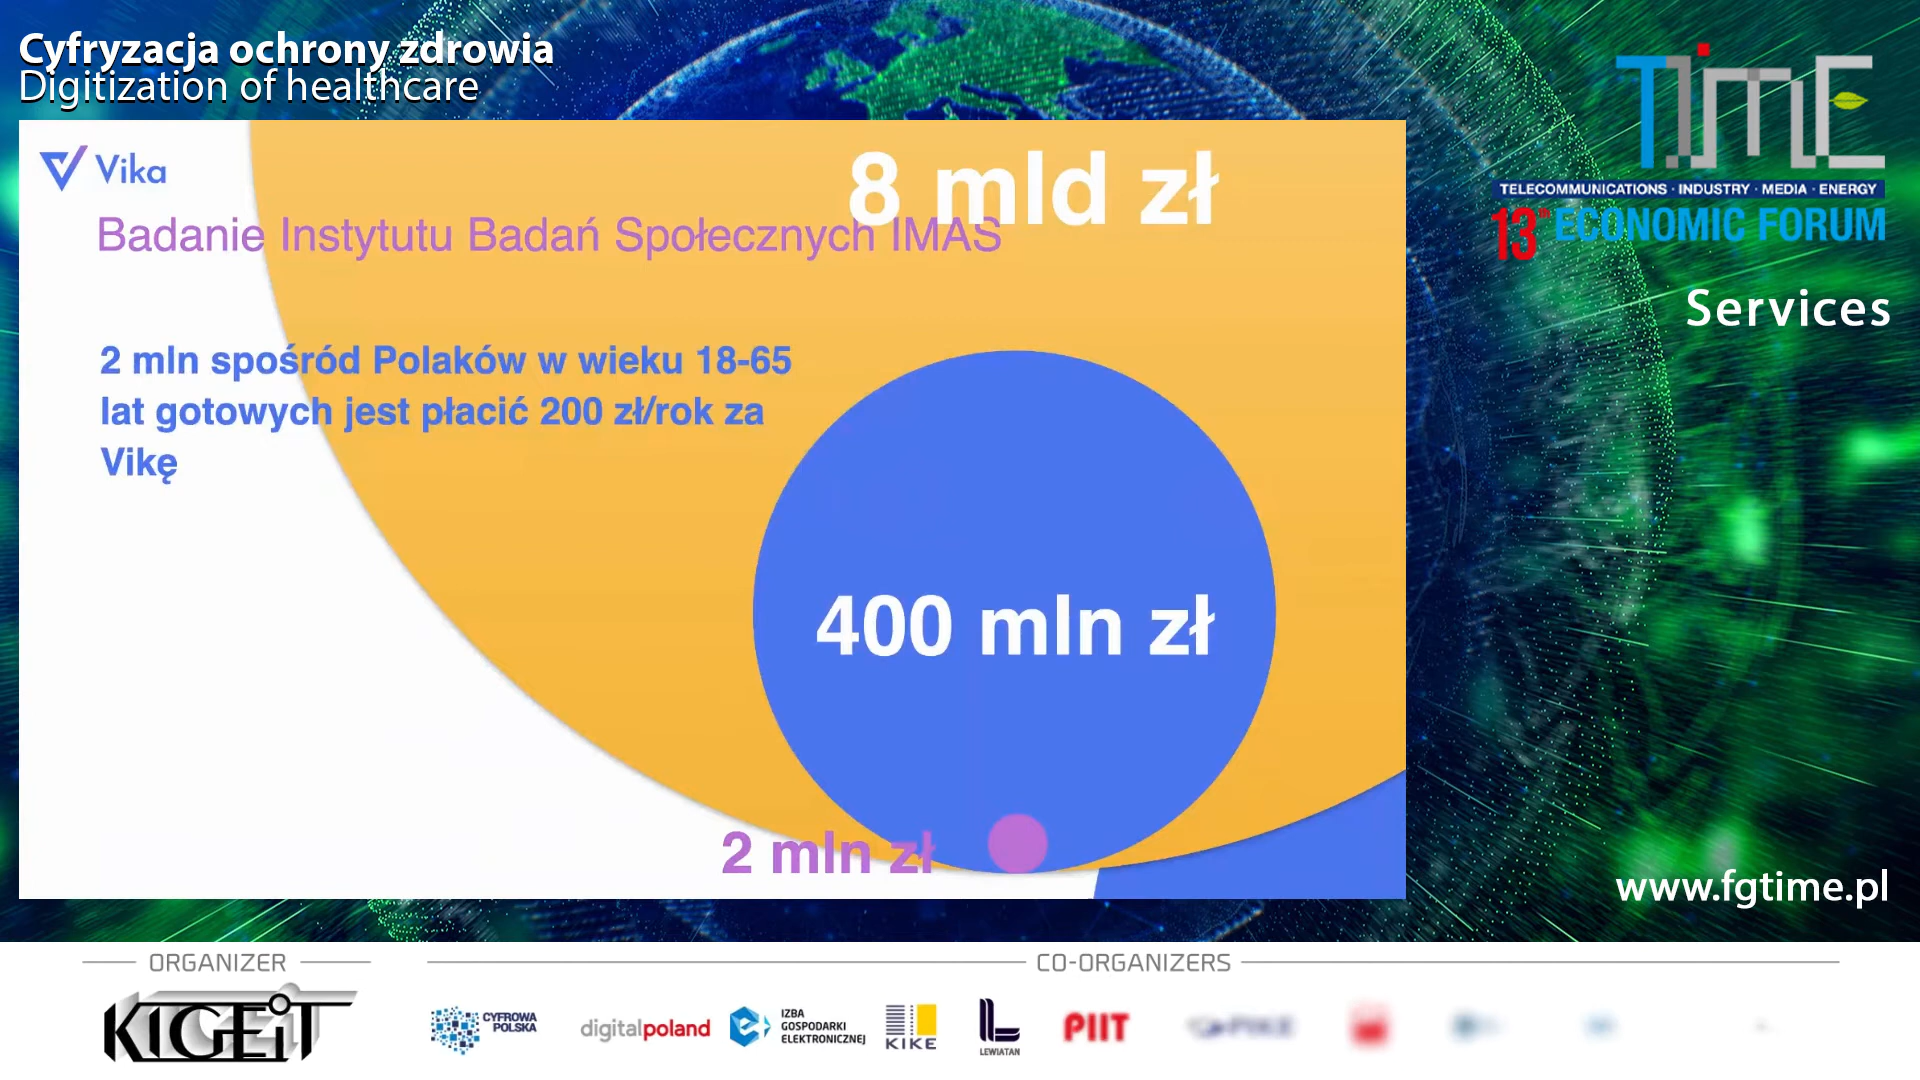 Cyfryzacja ochrony zdrowia
Digitization of healthcare
TIME
TELECOMMUNICATIONS · INDUSTRY · MEDIA · ENERGY
13th ECONOMIC FORUM
Services
Vika
8 mld zł
Badanie Instytutu Badań Społecznych IMAS
2 mln spośród Polaków w wieku 18-65
lat gotowych jest płacić 200 zł/rok za
Vikę
400 mln zł
2 mln zł
www.fgtime.pl
ORGANIZER
CO-ORGANIZERS
KIGEiT
CYFROWA
POLSKA
digitalpoland
IZBA
GOSPODARKI
ELEKTRONICZNEJ
KIKE
LEWIATAN
PIIT
PIKE